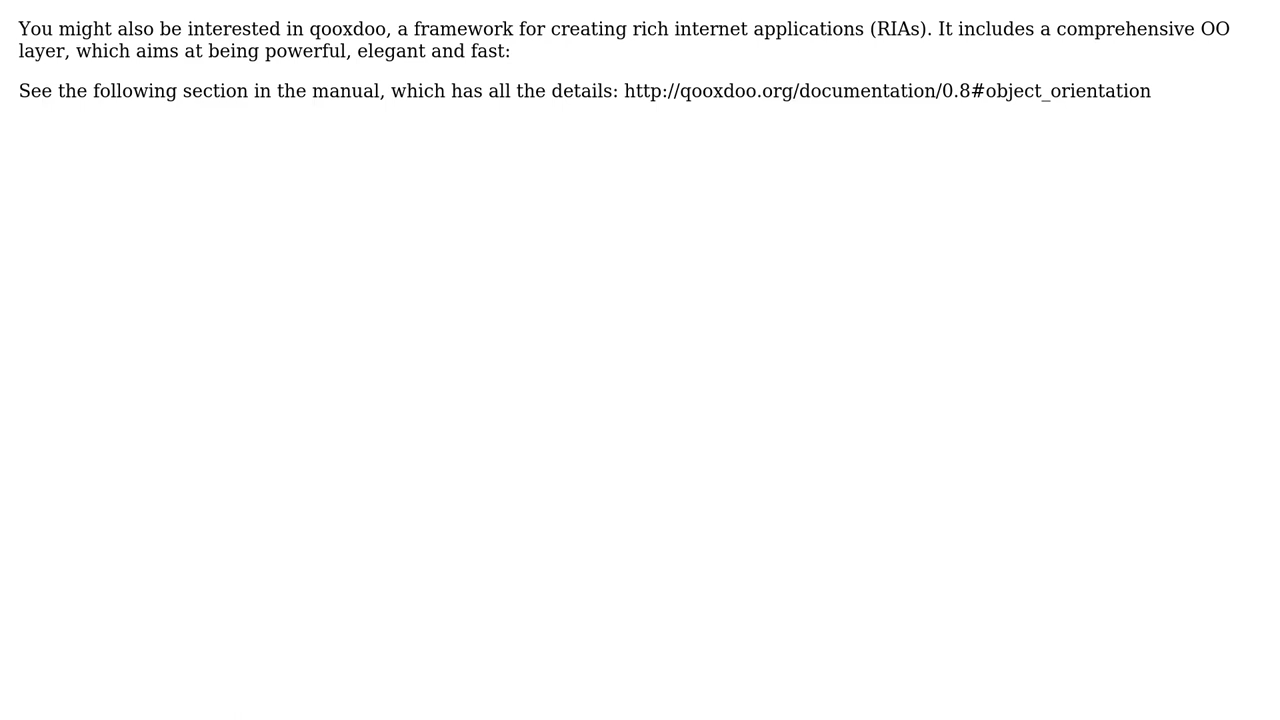 You might also be interested in qooxdoo, a framework for creating rich internet applications (RIAs). It includes a comprehensive OO
layer, which aims at being powerful, elegant and fast:
See the following section in the manual, which has all the details: http://qooxdoo.org/documentation/0.8#object_orientation